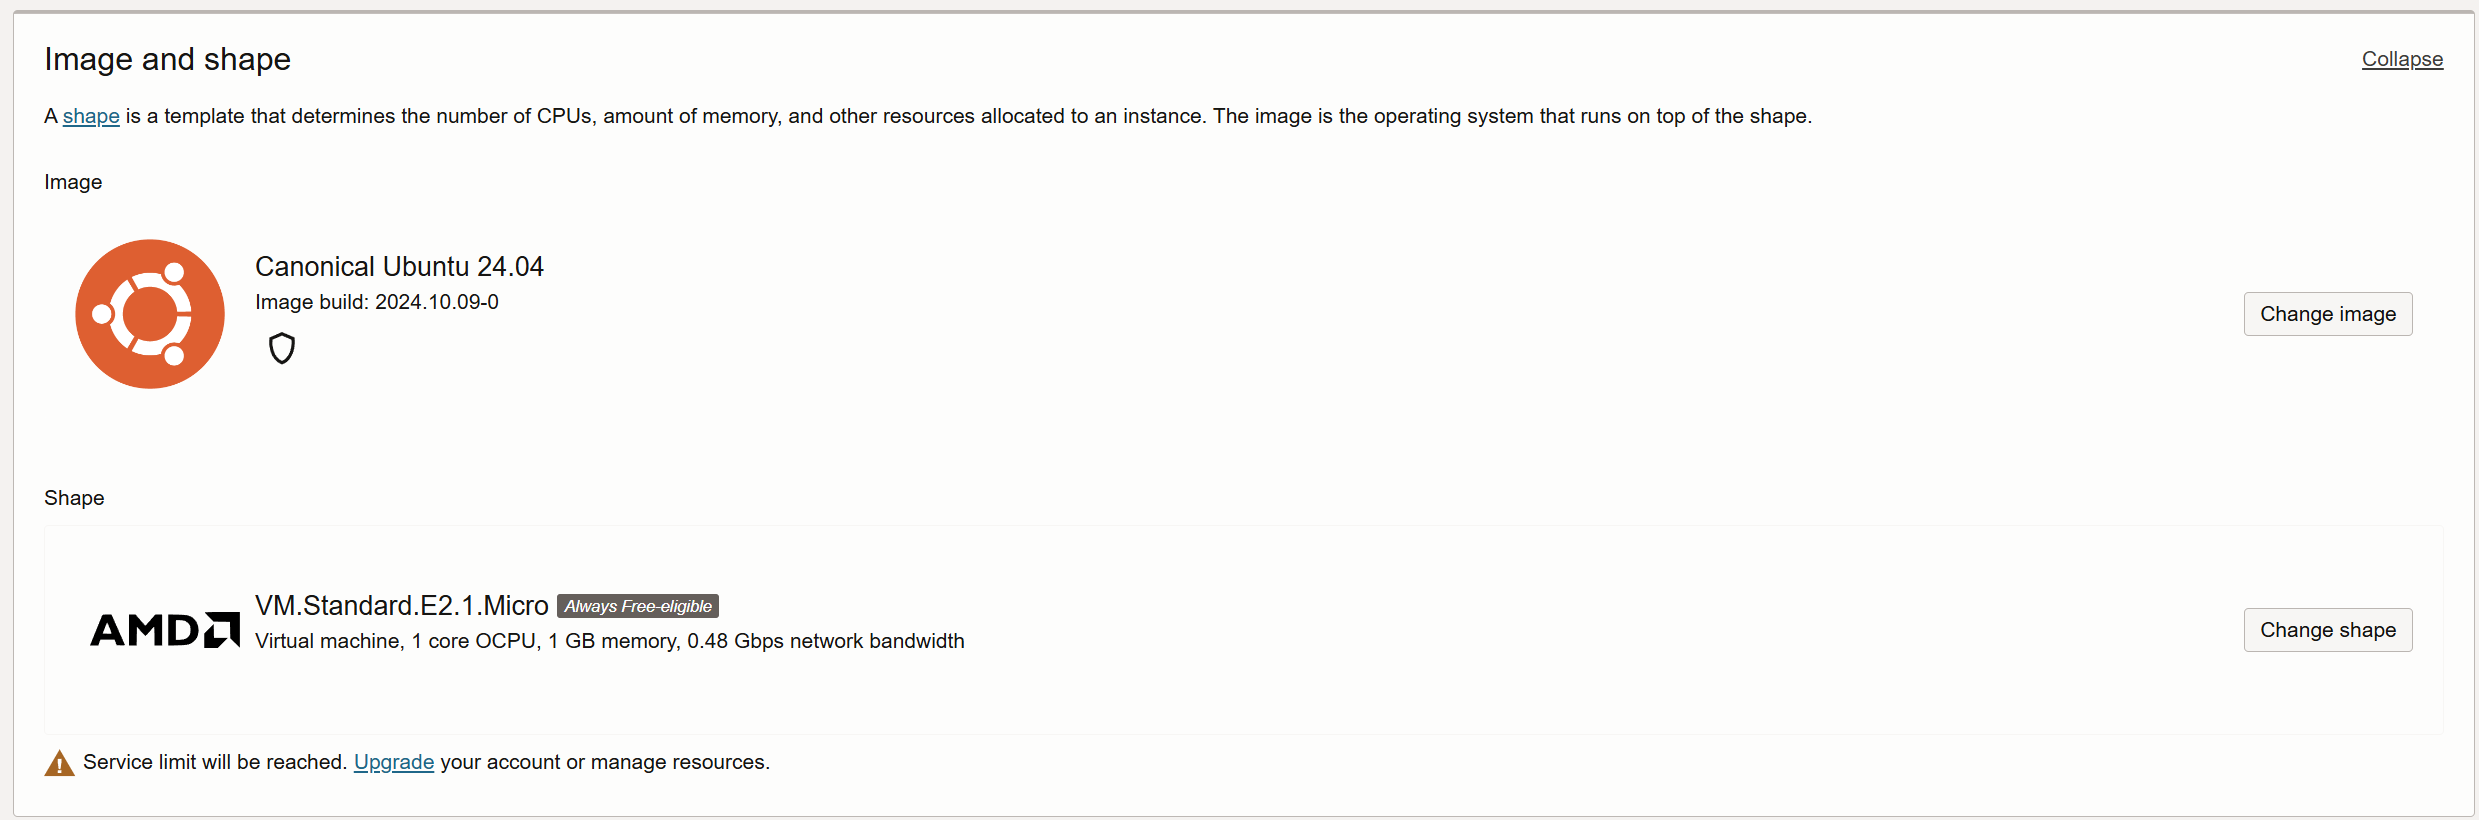 Image and shape
Collapse
A shape is a template that determines the number of CPUs, amount of memory, and other resources allocated to an instance. The image is the operating system that runs on top of the shape.
Image
Canonical Ubuntu 24.04
Image build: 2024.10.09-0
Change image
Shape
AMD
VM.Standard.E2.1.Micro Always Free-eligible
Virtual machine, 1 core OCPU, 1 GB memory, 0.48 Gbps network bandwidth
Change shape
Service limit will be reached. Upgrade your account or manage resources.